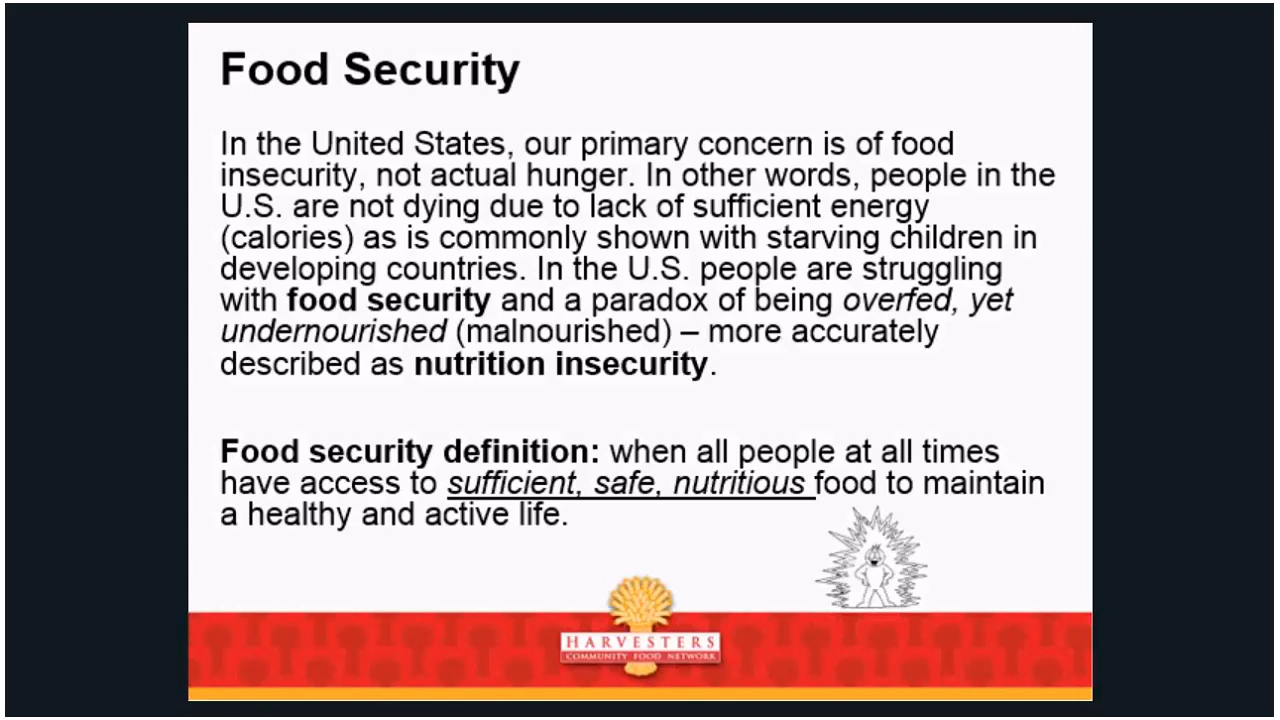 Food Security
In the United States, our primary concern is of food
insecurity, not actual hunger. In other words, people in the
U.S. are not dying due to lack of sufficient energy
(calories) as is commonly shown with starving children in
developing countries. In the U.S. people are struggling
with food security and a paradox of being overfed, yet
undernourished (malnourished) – more accurately
described as nutrition insecurity.
Food security definition: when all people at all times
have access to sufficient, safe, nutritious food to maintain
a healthy and active life.
HARVESTERS
COMMUNITY FOOD NETWORK